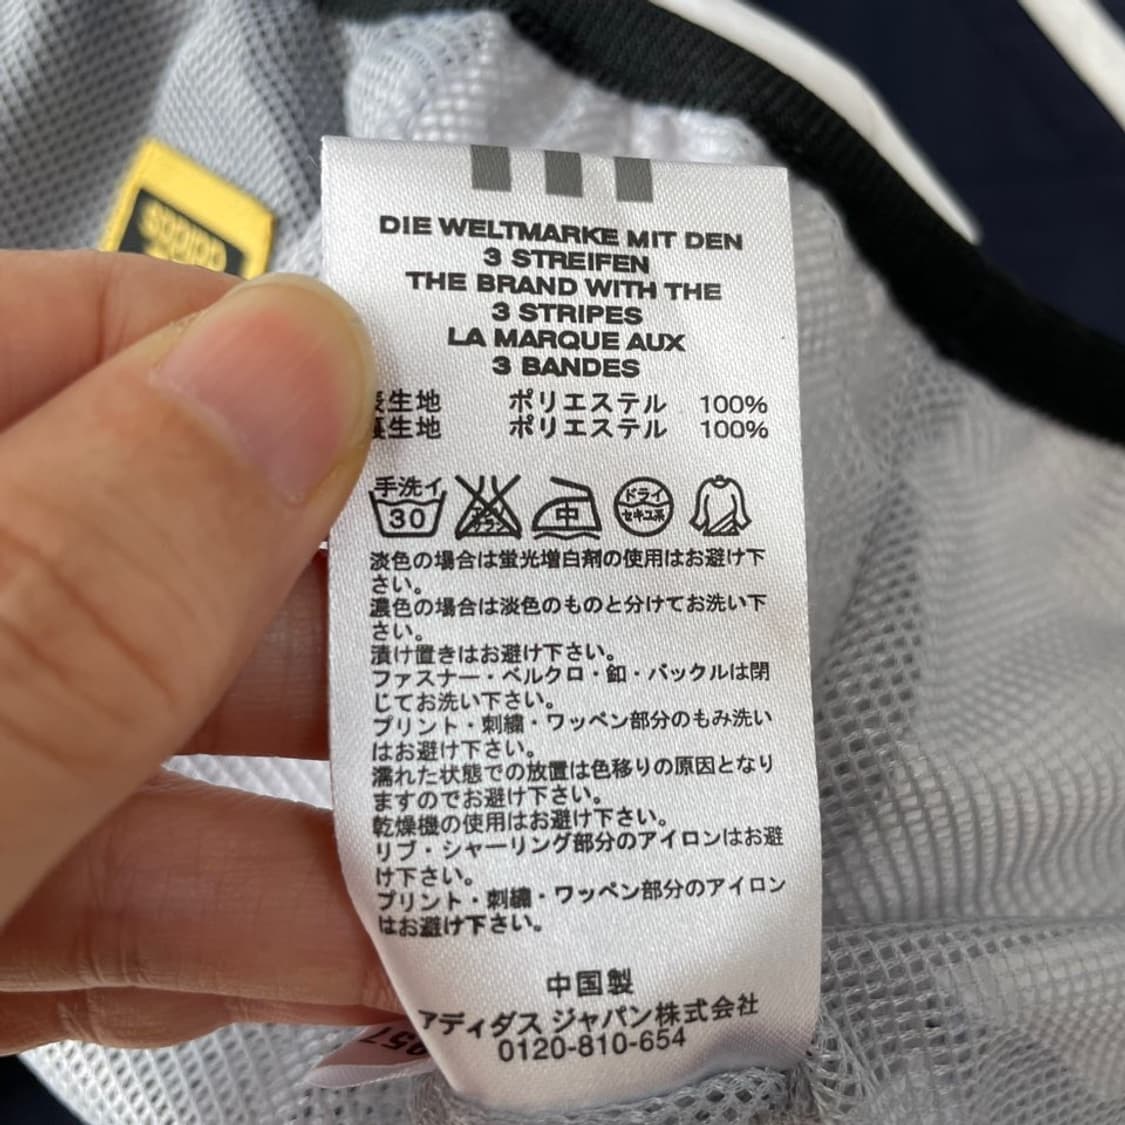 adidas
DIE WELTMARKE MIT DEN
3 STREIFEN
THE BRAND WITH THE
3 STRIPES
LA MARQUE AUX
3 BANDES
表生地 ポリエステル 100%
裏生地 ポリエステル 100%
手洗イ
30
中
ドライ
セキユ系
淡色の場合は蛍光増白剤の使用はお避け下
さい。
濃色の場合は淡色のものと分けてお洗い下
さい。
漬け置きはお避け下さい。
ファスナー・ベルクロ・釦・バックルは閉
じてお洗い下さい。
プリント・刺繍・ワッペン部分のもみ洗い
はお避け下さい。
濡れた状態での放置は色移りの原因となり
ますのでお避け下さい。
乾燥機の使用はお避け下さい。
リブ・シャーリング部分のアイロンはお避
け下さい。
プリント・刺繍・ワッペン部分のアイロン
はお避け下さい。
中国製
アディダス ジャパン株式会社
0120-810-654